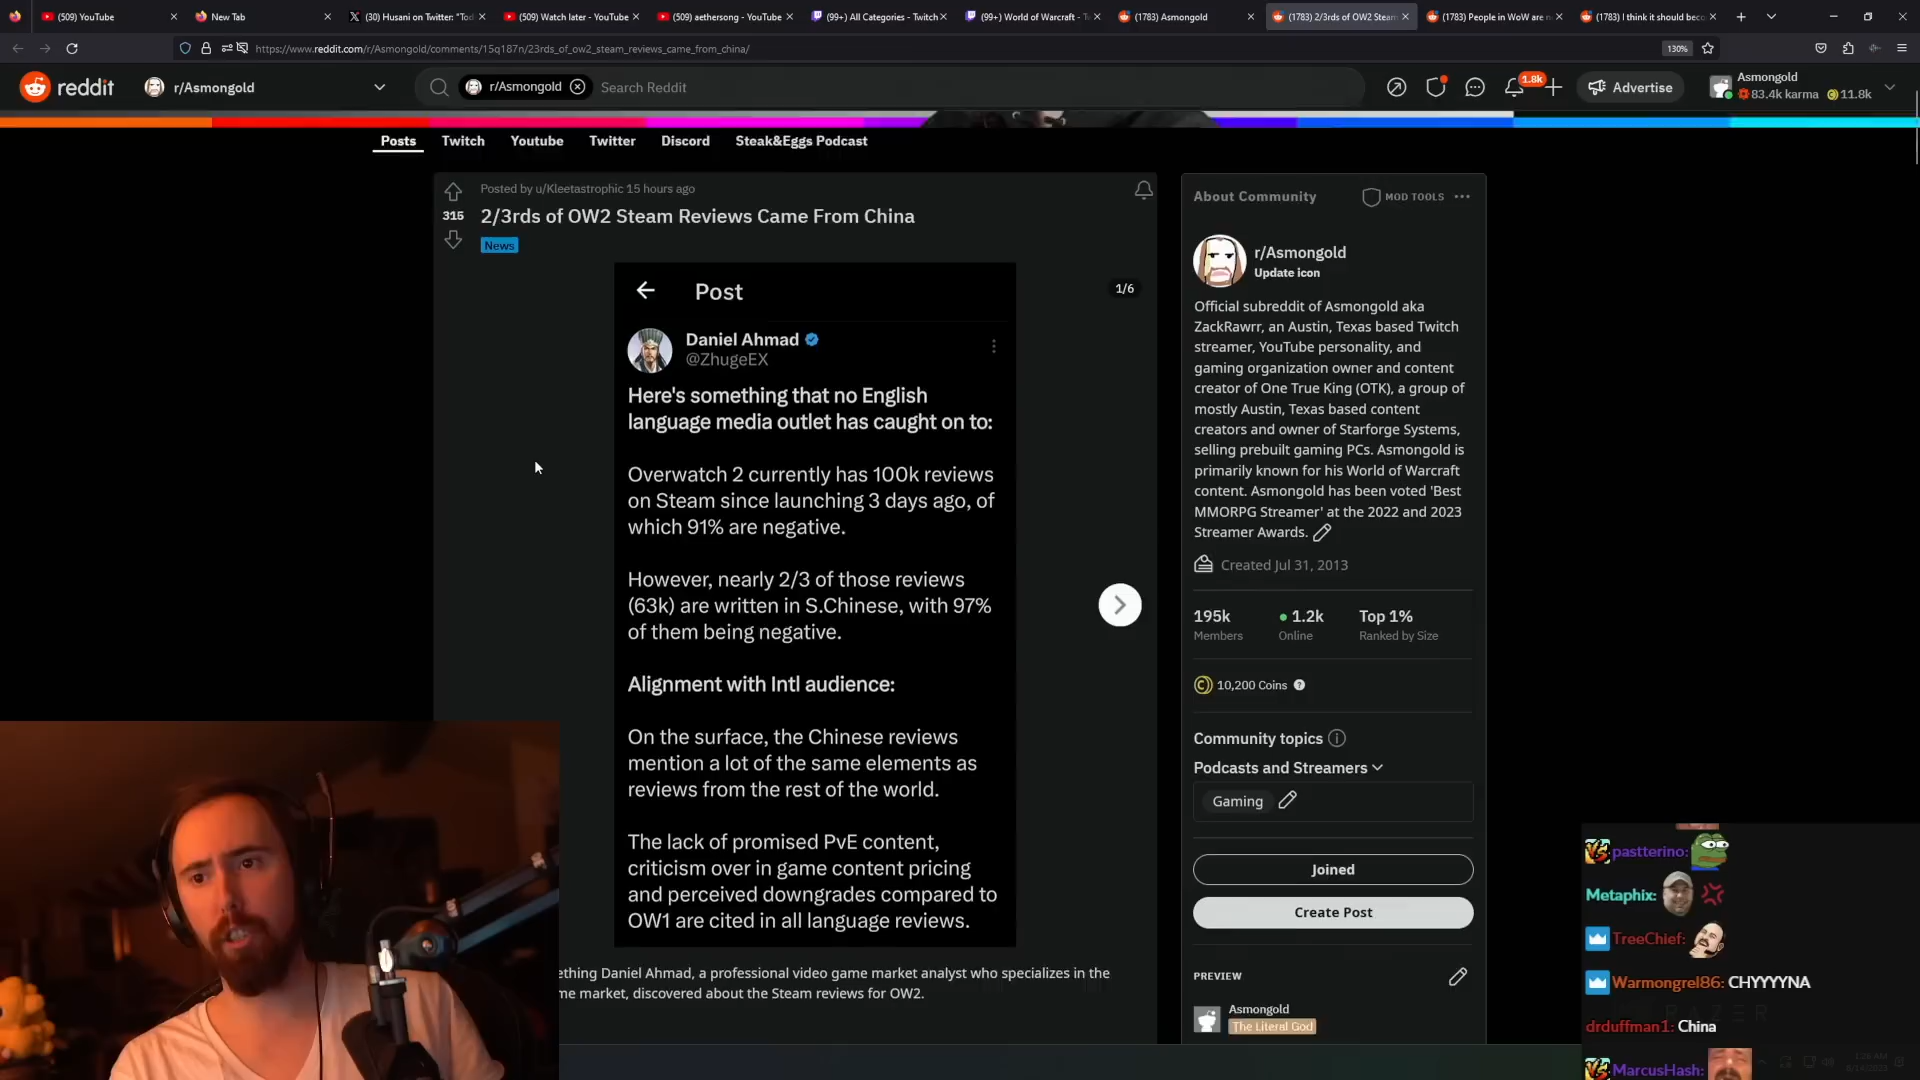 (509) YouTube
New Tab
(30) Husani on Twitter: "Tod
(509) Watch later - YouTube
(509) aethersong - YouTube
(99+) All Categories - Twitch
(99+) World of Warcraft - T
(1783) Asmongold
(1783) 2/3rds of OW2 Steam
(1783) People in WoW are n
(1783) I think it should beco
https://www.reddit.com/r/Asmongold/comments/15q187n/23rds_of_ow2_steam_reviews_came_from_china/
130%
reddit
r/Asmongold
r/Asmongold
Search Reddit
1.8k
Advertise
Asmongold
83.4k karma
11.8k
Posts
Twitch
Youtube
Twitter
Discord
Steak&Eggs Podcast
Posted by u/Kleetastrophic 15 hours ago
315
2/3rds of OW2 Steam Reviews Came From China
News
Post
1/6
Daniel Ahmad
@ZhugeEX
Here's something that no English
language media outlet has caught on to:
Overwatch 2 currently has 100k reviews
on Steam since launching 3 days ago, of
which 91% are negative.
However, nearly 2/3 of those reviews
(63k) are written in S.Chinese, with 97%
of them being negative.
Alignment with Intl audience:
On the surface, the Chinese reviews
mention a lot of the same elements as
reviews from the rest of the world.
The lack of promised PvE content,
criticism over in game content pricing
and perceived downgrades compared to
OW1 are cited in all language reviews.
ething Daniel Ahmad, a professional video game market analyst who specializes in the
me market, discovered about the Steam reviews for OW2.
About Community
MOD TOOLS
r/Asmongold
Update icon
Official subreddit of Asmongold aka
ZackRawrr, an Austin, Texas based Twitch
streamer, YouTube personality, and
gaming organization owner and content
creator of One True King (OTK), a group of
mostly Austin, Texas based content
creators and owner of Starforge Systems,
selling prebuilt gaming PCs. Asmongold is
primarily known for his World of Warcraft
content. Asmongold has been voted 'Best
MMORPG Streamer' at the 2022 and 2023
Streamer Awards.
Created Jul 31, 2013
195k
1.2k
Top 1%
Members
Online
Ranked by Size
10,200 Coins
Community topics
Podcasts and Streamers
Gaming
Joined
Create Post
PREVIEW
Asmongold
The Literal God
pastterino:
Metaphix:
TreeChief:
Warmongrel86: CHYYYYNA
drduffman1: China
MarcusHash: